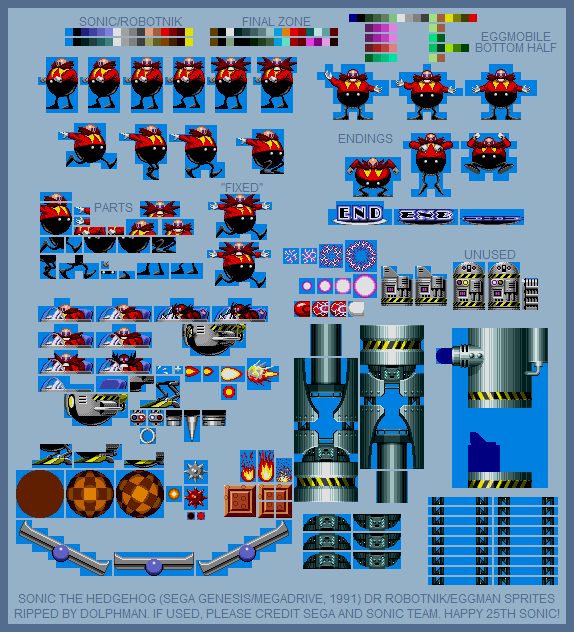 SONIC/ROBOTNIK
FINAL ZONE
EGGMOBILE
BOTTOM HALF
ENDINGS
"FIXED"
PARTS
END
UNUSED
SONIC THE HEDGEHOG (SEGA GENESIS/MEGADRIVE, 1991) DR ROBOTNIK/EGGMAN SPRITES
RIPPED BY DOLPHMAN. IF USED, PLEASE CREDIT SEGA AND SONIC TEAM. HAPPY 25TH SONIC!